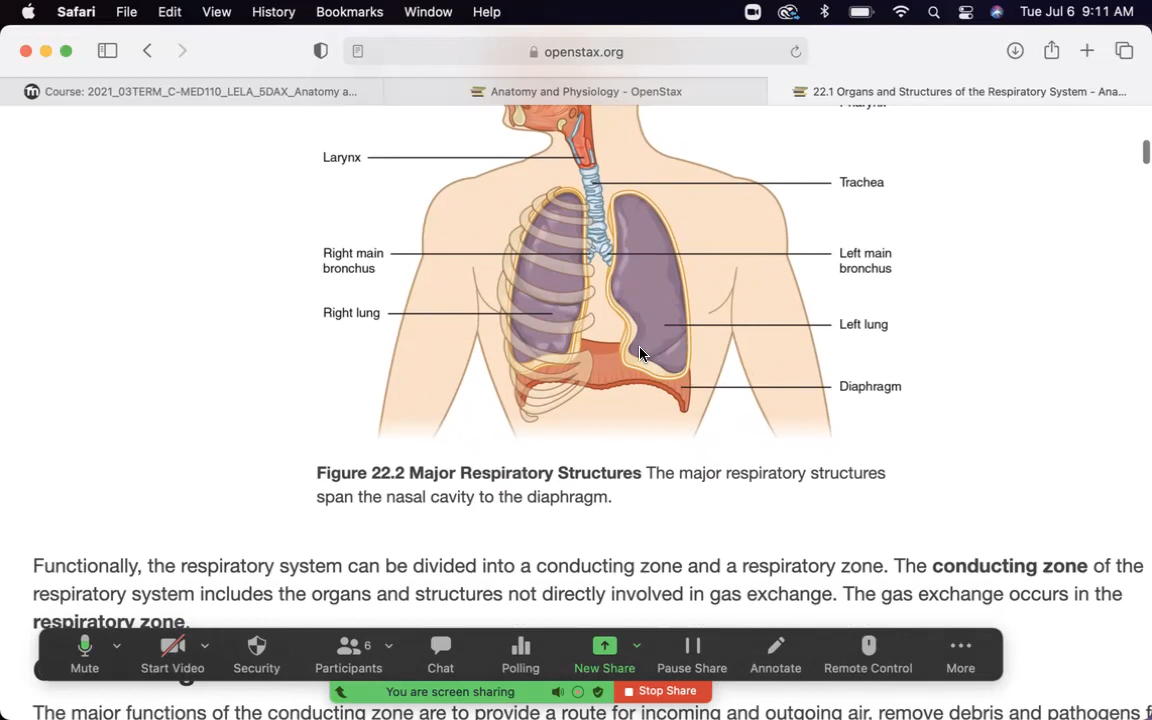 Safari File Edit View History Bookmarks Window Help Tue Jul 6 9:11 AM
openstax.org
Course: 2021_03TERM_C-MED110_LELA_5DAX_Anatomy a... Anatomy and Physiology - OpenStax 22.1 Organs and Structures of the Respiratory System - Ana...
Larynx
Trachea
Right main
bronchus
Left main
bronchus
Right lung
Left lung
Diaphragm
Figure 22.2 Major Respiratory Structures The major respiratory structures
span the nasal cavity to the diaphragm.
Functionally, the respiratory system can be divided into a conducting zone and a respiratory zone. The conducting zone of the
respiratory system includes the organs and structures not directly involved in gas exchange. The gas exchange occurs in the
respiratory zone.
6
Mute Start Video Security Participants Chat Polling New Share Pause Share Annotate Remote Control More
You are screen sharing Stop Share
The major functions of the conducting zone are to provide a route for incoming and outgoing air, remove debris and pathogens